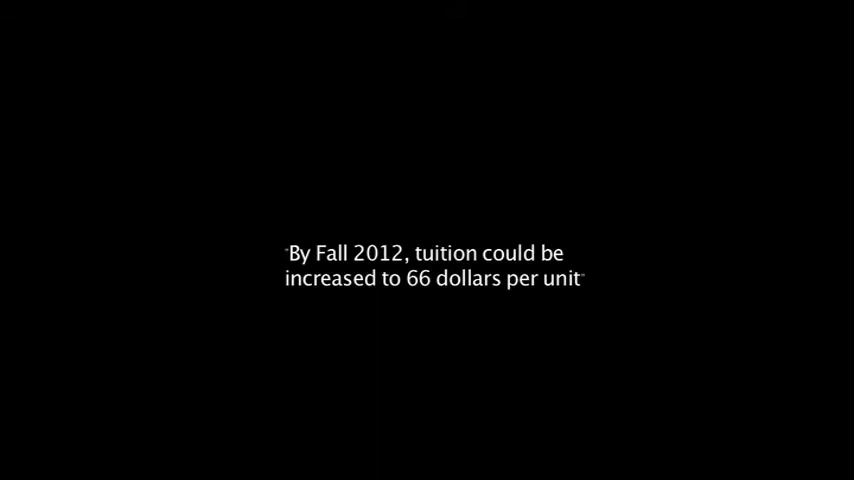 "By Fall 2012, tuition could be
increased to 66 dollars per unit"